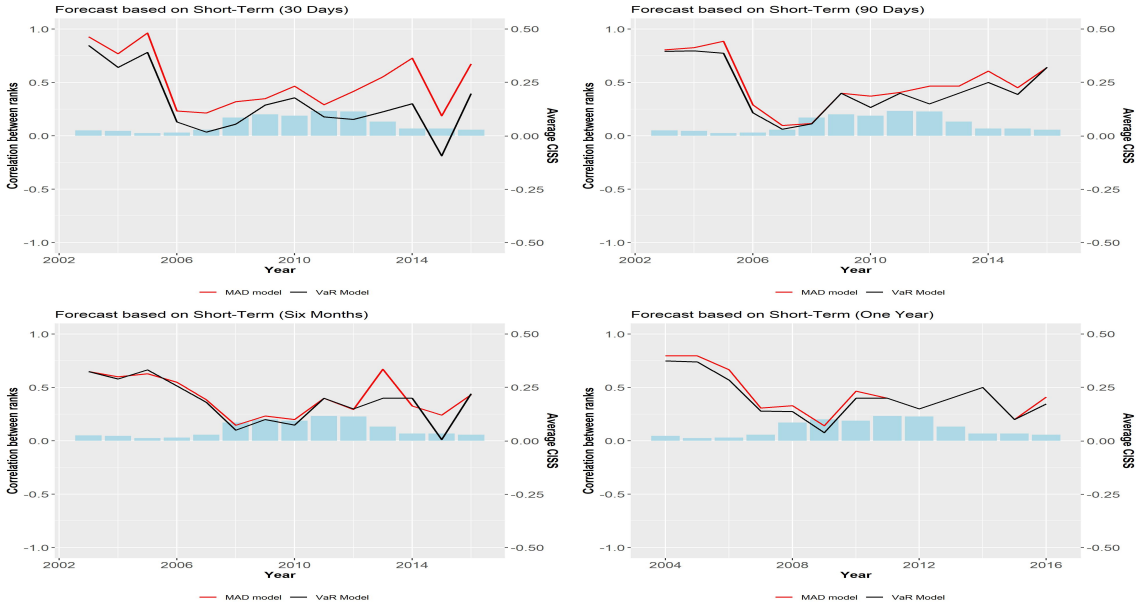 Forecast based on Short-Term (30 Days)
1.0
0.5
0.0
-0.5
-1.0
Correlation between ranks
0.50
0.25
0.00
-0.25
-0.50
Average CISS
2002
2006
2010
2014
Year
MAD model
VaR Model
Forecast based on Short-Term (90 Days)
1.0
0.5
0.0
-0.5
-1.0
Correlation between ranks
0.50
0.25
0.00
-0.25
-0.50
Average CISS
2002
2006
2010
2014
Year
MAD model
VaR Model
Forecast based on Short-Term (Six Months)
1.0
0.5
0.0
-0.5
-1.0
Correlation between ranks
0.50
0.25
0.00
-0.25
-0.50
Average CISS
2002
2006
2010
2014
Year
MAD model
VaR Model
Forecast based on Short-Term (One Year)
1.0
0.5
0.0
-0.5
-1.0
Correlation between ranks
0.50
0.25
0.00
-0.25
-0.50
Average CISS
2004
2008
2012
2016
Year
MAD model
VaR Model